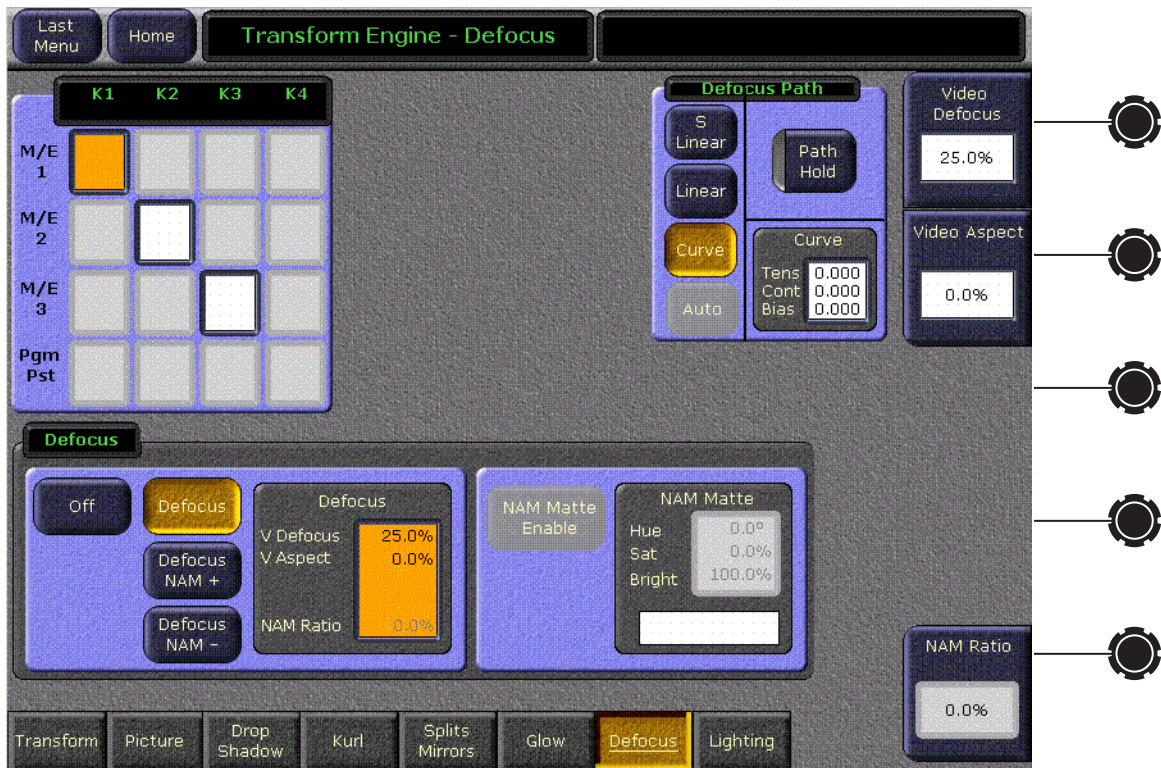 Last
Menu
Home
Transform Engine - Defocus
K1 K2 K3 K4
M/E
1
M/E
2
M/E
3
Pgm
Pst
Defocus Path
S
Linear
Linear
Curve
Auto
Path
Hold
Curve
Tens 0.000
Cont 0.000
Bias 0.000
Video
Defocus
25.0%
Video Aspect
0.0%
Defocus
Off
Defocus
Defocus
NAM +
Defocus
NAM -
Defocus
V Defocus 25.0%
V Aspect 0.0%
NAM Ratio 0.0%
NAM Matte
Enable
NAM Matte
Hue 0.0º
Sat 0.0%
Bright 100.0%
NAM Ratio
0.0%
Transform
Picture
Drop
Shadow
Kurl
Splits
Mirrors
Glow
Defocus
Lighting